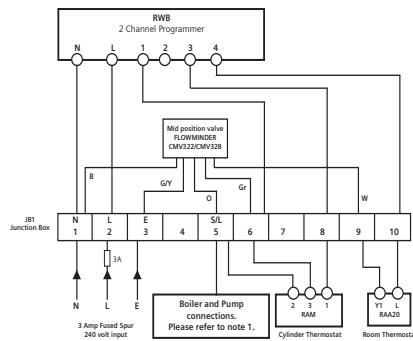 RWB
2 Channel Programmer
N L 1 2 3 4
Mid position valve
FLOWMINDER
CMV322/CMV328
B
G/Y
O
Gr
W
JB1
Junction Box
N L E S/L
1 2 3 4 5 6 7 8 9 10
3A
N L E
3 Amp Fused Spur
240 volt input
Boiler and Pump
connections.
Please refer to note 1.
2 3 1
RAM
Cylinder Thermostat
Y1 L
RAA20
Room Thermostat